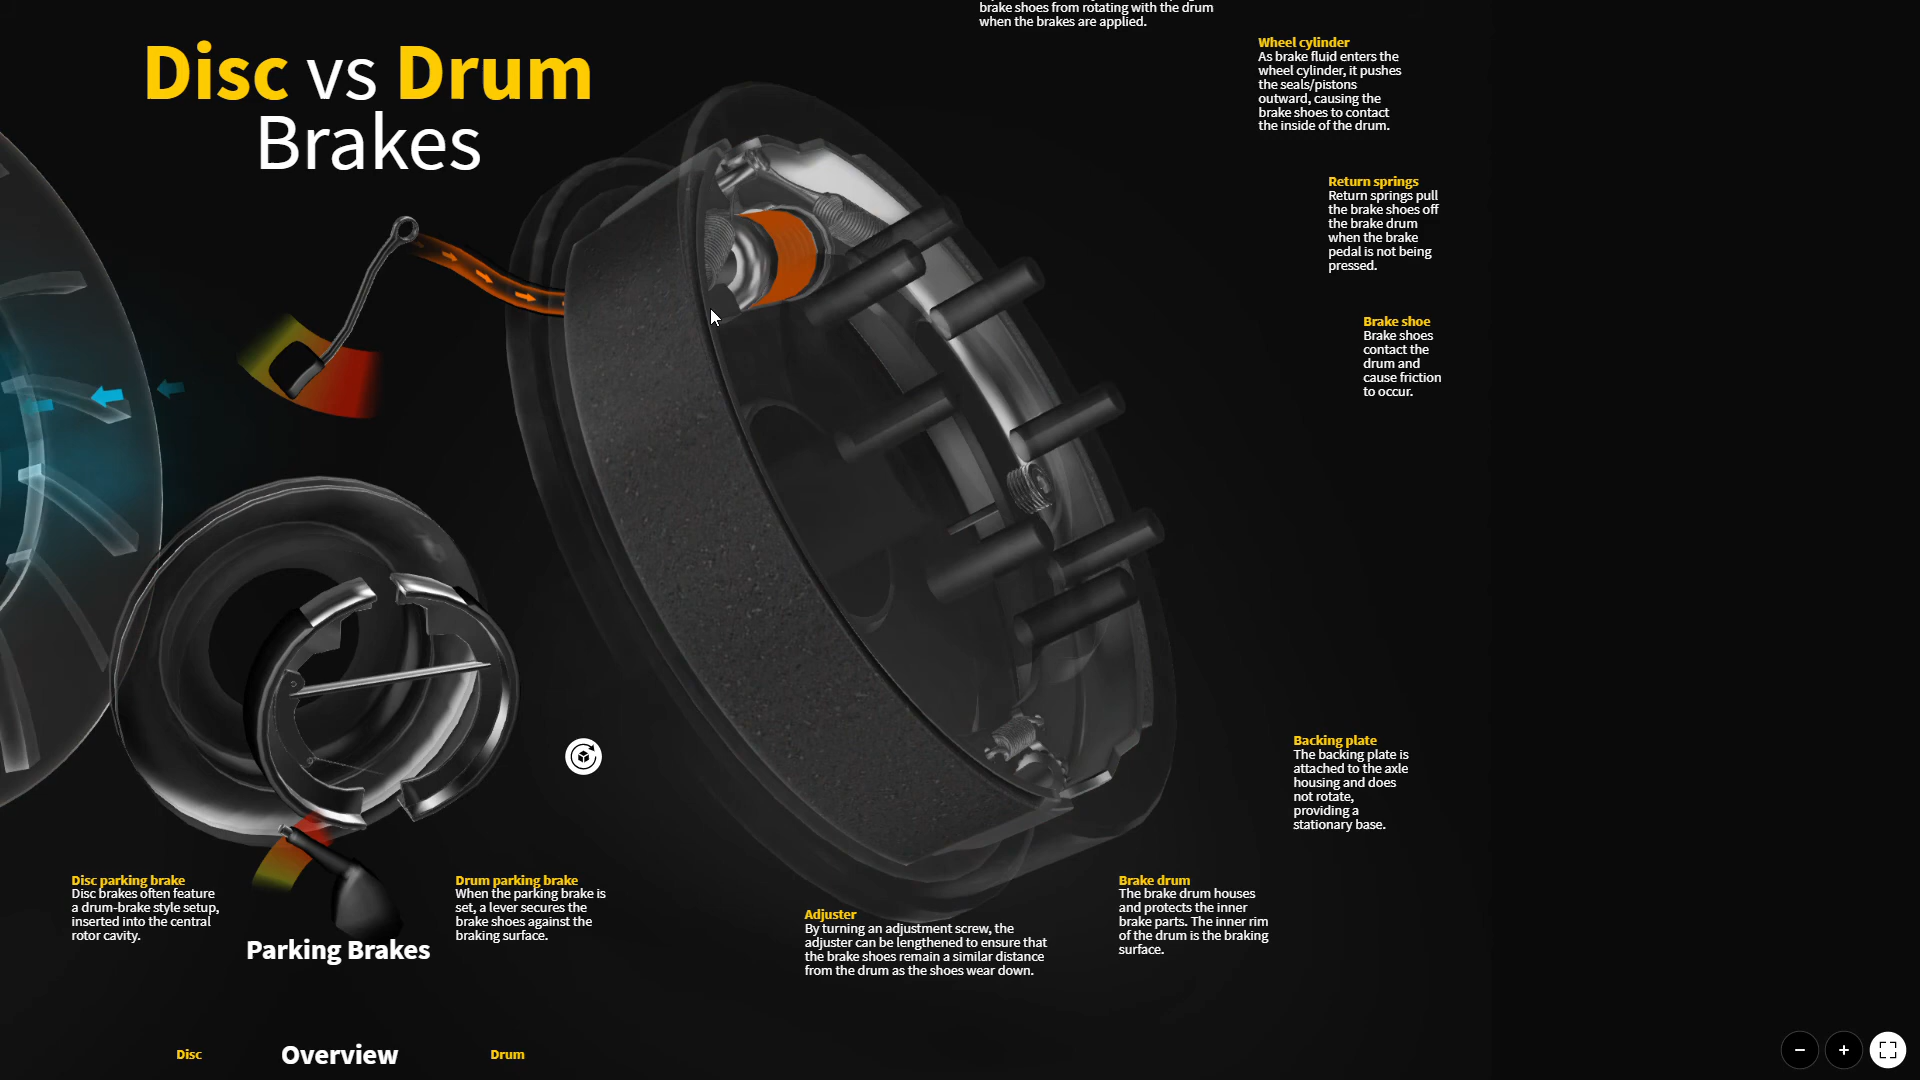 brake shoes from rotating with the drum
when the brakes are applied.
Disc vs Drum
Brakes
Wheel cylinder
As brake fluid enters the
wheel cylinder, it pushes
the seals/pistons
outward, causing the
brake shoes to contact
the inside of the drum.
Return springs
Return springs pull
the brake shoes off
the brake drum
when the brake
pedal is not being
pressed.
Brake shoe
Brake shoes
contact the
drum and
cause friction
to occur.
Backing plate
The backing plate is
attached to the axle
housing and does
not rotate,
providing a
stationary base.
Disc parking brake
Disc brakes often feature
a drum-brake style setup,
inserted into the central
rotor cavity.
Parking Brakes
Drum parking brake
When the parking brake is
set, a lever secures the
brake shoes against the
braking surface.
Adjuster
By turning an adjustment screw, the
adjuster can be lengthened to ensure that
the brake shoes remain a similar distance
from the drum as the shoes wear down.
Brake drum
The brake drum houses
and protects the inner
brake parts. The inner rim
of the drum is the braking
surface.
Disc
Overview
Drum